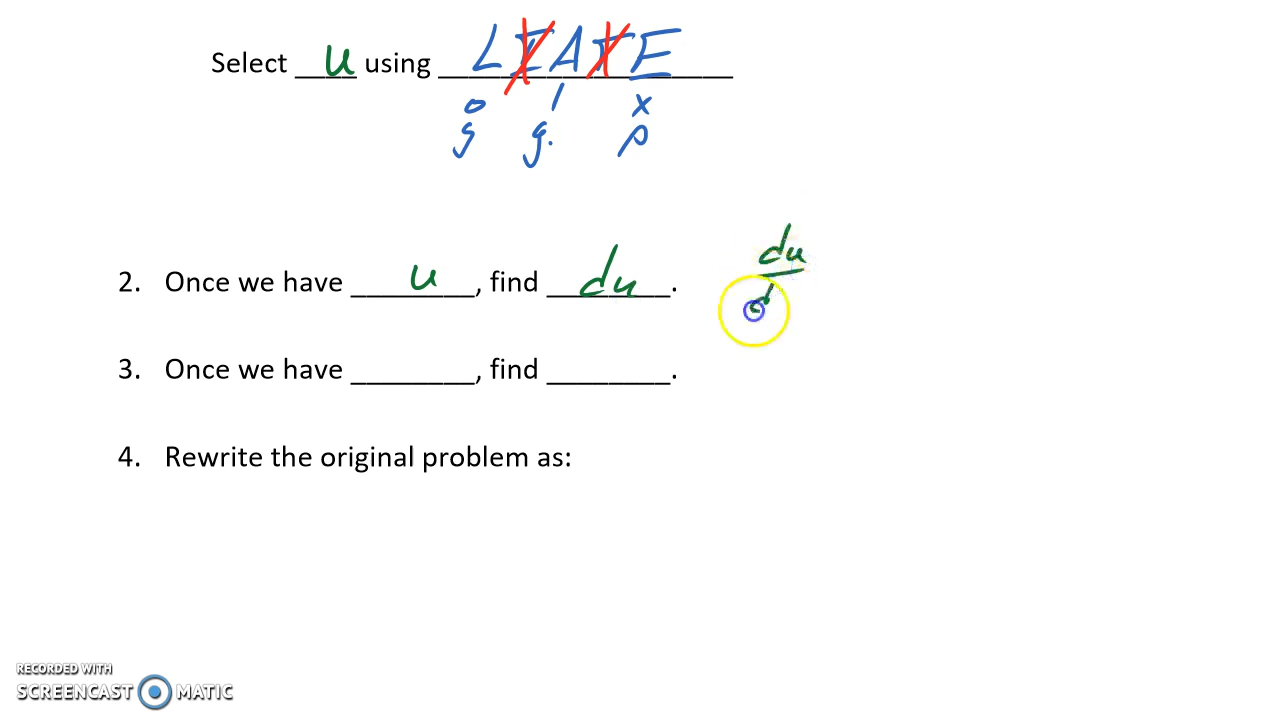 Select u using LIATE
o l x
g g. p
du
2. Once we have u, find du.
d
3. Once we have ________, find ________.
4. Rewrite the original problem as:
RECORDED WITH
SCREENCAST MATIC